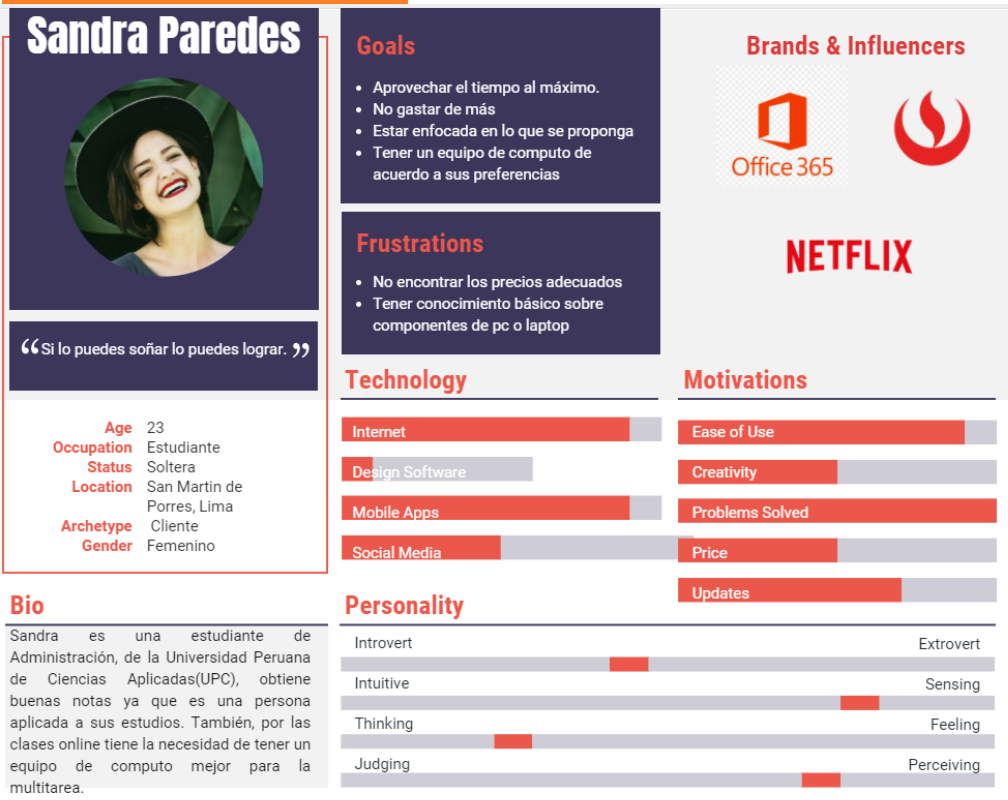 Sandra Paredes
“Si lo puedes soñar lo puedes lograr. ”
Age 23
Occupation Estudiante
Status Soltera
Location San Martin de
Porres, Lima
Archetype Cliente
Gender Femenino
Bio
Sandra es una estudiante de
Administración, de la Universidad Peruana
de Ciencias Aplicadas(UPC), obtiene
buenas notas ya que es una persona
aplicada a sus estudios. También, por las
clases online tiene la necesidad de tener un
equipo de computo mejor para la
multitarea.
Goals
• Aprovechar el tiempo al máximo.
• No gastar de más
• Estar enfocada en lo que se proponga
• Tener un equipo de computo de
acuerdo a sus preferencias
Frustrations
• No encontrar los precios adecuados
• Tener conocimiento básico sobre
componentes de pc o laptop
Brands & Influencers
Office 365
NETFLIX
Technology
Internet
Design Software
Mobile Apps
Social Media
Motivations
Ease of Use
Creativity
Problems Solved
Price
Updates
Personality
Introvert Extrovert
Intuitive Sensing
Thinking Feeling
Judging Perceiving